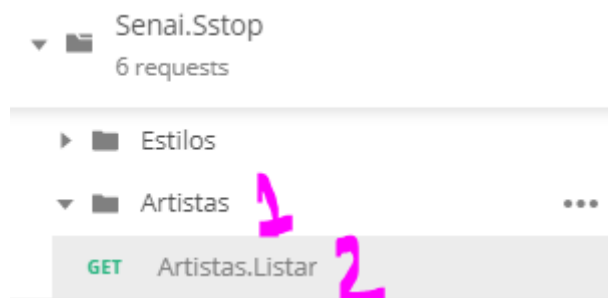 Senai.Sstop
6 requests
Estilos
Artistas 1
GET Artistas.Listar 2